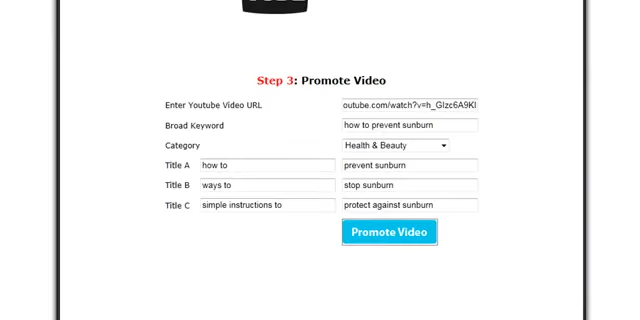 Step 3: Promote Video
Enter Youtube Video URL outube.com/watch?v=h_Glzc6A9KI
Broad Keyword how to prevent sunburn
Category Health & Beauty
Title A how to prevent sunburn
Title B ways to stop sunburn
Title C simple instructions to protect against sunburn
Promote Video